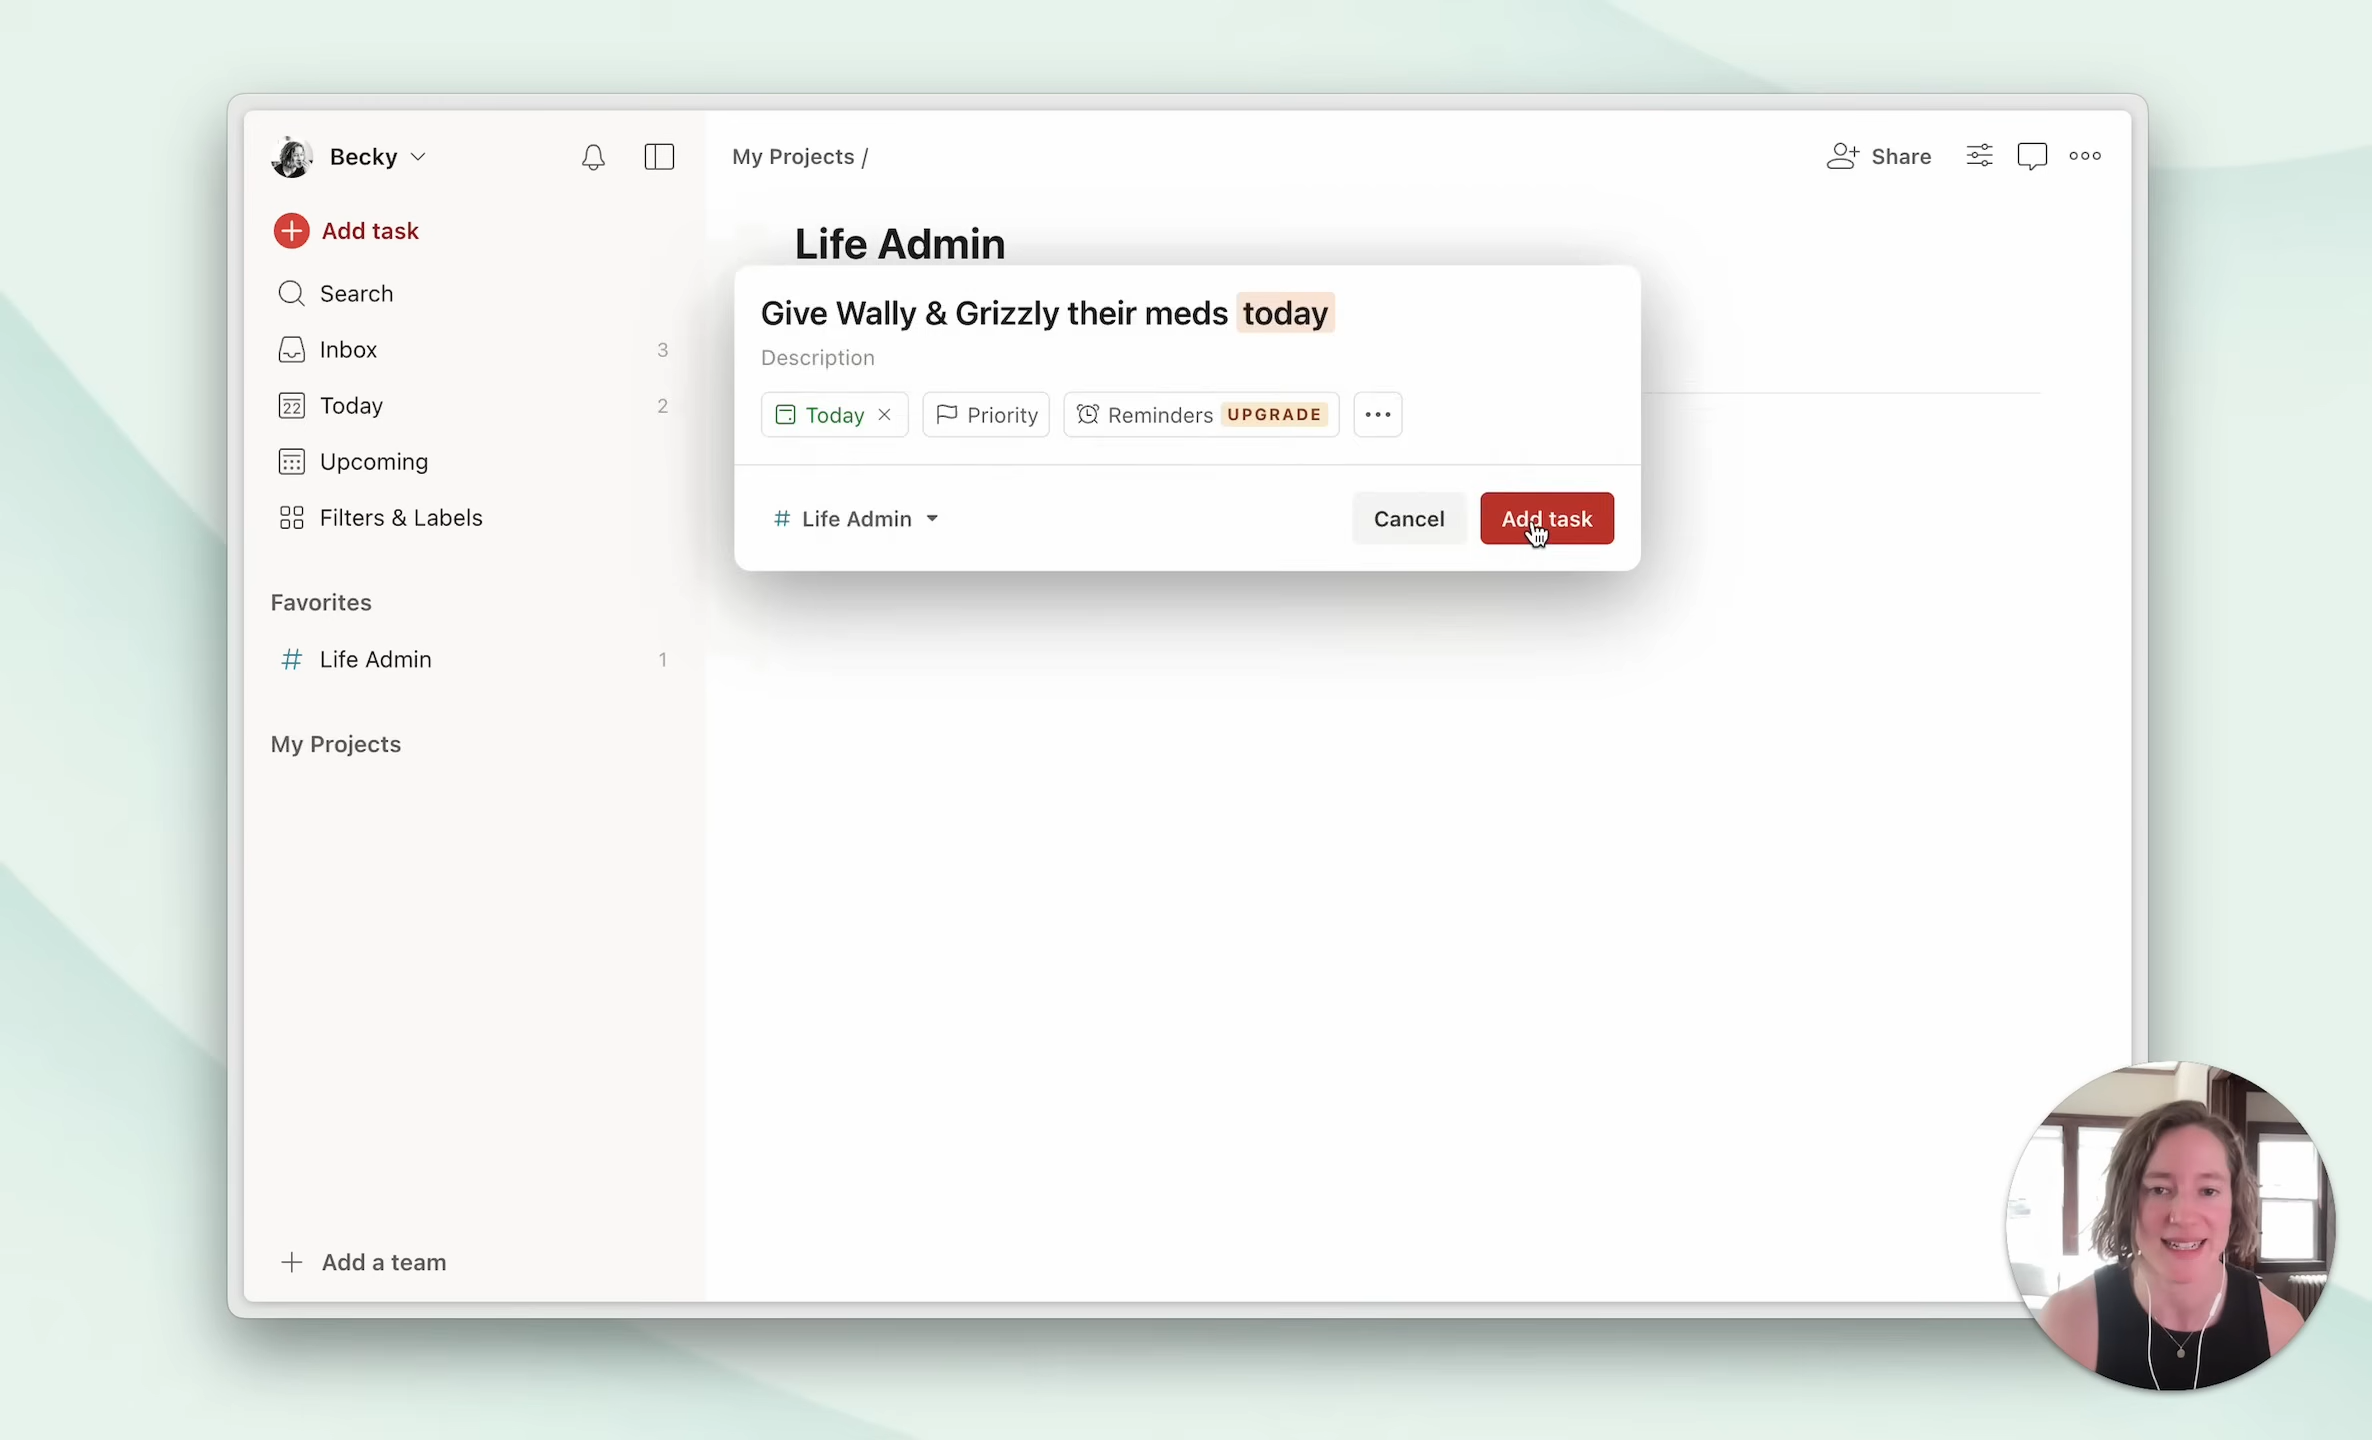 Becky
Add task
Search
Inbox 3
22 Today 2
Upcoming
Filters & Labels
Favorites
# Life Admin 1
My Projects
Add a team
My Projects /
Share
Life Admin
Give Wally & Grizzly their meds today
Description
Today
Priority
Reminders UPGRADE
# Life Admin
Cancel
Add task